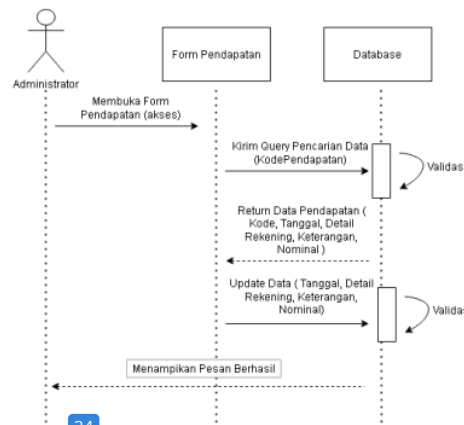 Form Pendapatan
Database
Administrator
Membuka Form
Pendapatan (akses)
Kirim Query Pencarian Data
(KodePendapatan)
Validas
Return Data Pendapatan (
Kode, Tanggal, Detail
Rekening, Keterangan,
Nominal )
Update Data ( Tanggal, Detail
Rekening, Keterangan,
Nominal)
Validas
Menampikan Pesan Berhasil